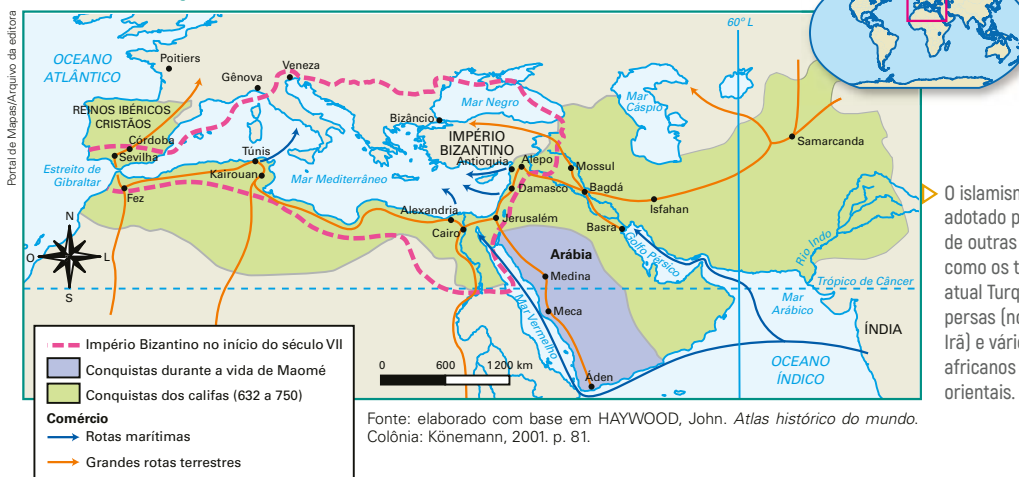 Portal de Mapas/Arquivo da editora
60º L
OCEANO
ATLÂNTICO
Poitiers
Gênova
Veneza
REINOS IBÉRICOS
CRISTÃOS
Córdoba
Sevilha
Estreito de
Gibraltar
Fez
Túnis
Kairouan
Mar Mediterrâneo
Bizâncio
Mar Negro
IMPÉRIO
BIZANTINO
Antioquia
Alepo
Mar
Cáspio
Mossul
Damasco
Bagdá
Samarcanda
Isfahan
Alexandria
Cairo
Jerusalém
Basra
Golfo Pérsico
Rio Indo
Arábia
Medina
Meca
Mar Vermelho
Áden
Trópico de Câncer
Mar
Arábico
ÍNDIA
OCEANO
ÍNDICO
N
O
L
S
0
600
1 200 km
Império Bizantino no início do século VII
Conquistas durante a vida de Maomé
Conquistas dos califas (632 a 750)
Comércio
Rotas marítimas
Grandes rotas terrestres
Fonte: elaborado com base em HAYWOOD, John. Atlas histórico do mundo.
Colônia: Könemann, 2001. p. 81.
O islamism
adotado p
de outras
como os t
atual Turq
persas (no
Irã) e vário
africanos
orientais.